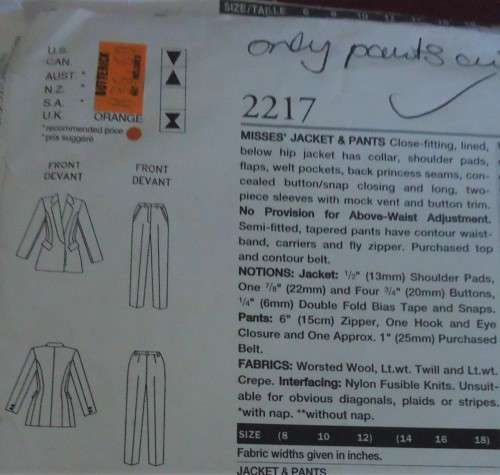 SIZE/TABLE 6 8 10 12
only pants
U.S.
CAN.
AUST. *
N.Z. *
S.A. *
U.K.
BUTTERICK
ORANGE
*recommended price
*prix suggéré
2217
MISSES' JACKET & PANTS Close-fitting, lined,
below hip jacket has collar, shoulder pads,
flaps, welt pockets, back princess seams, con-
cealed button/snap closing and long, two-
piece sleeves with mock vent and button trim.
No Provision for Above-Waist Adjustment.
Semi-fitted, tapered pants have contour waist-
band, carriers and fly zipper. Purchased top
and contour belt.
NOTIONS: Jacket: 1/2" (13mm) Shoulder Pads,
One 7/8" (22mm) and Four 3/4" (20mm) Buttons,
1/4" (6mm) Double Fold Bias Tape and Snaps.
Pants: 6" (15cm) Zipper, One Hook and Eye
Closure and One Approx. 1" (25mm) Purchased
Belt.
FABRICS: Worsted Wool, Lt.wt. Twill and Lt.wt.
Crepe. Interfacing: Nylon Fusible Knits. Unsuit-
able for obvious diagonals, plaids or stripes.
*with nap. **without nap.
FRONT
DEVANT
FRONT
DEVANT
SIZE (8 10 12) (14 16 18)
Fabric widths given in inches.
JACKET & PANTS